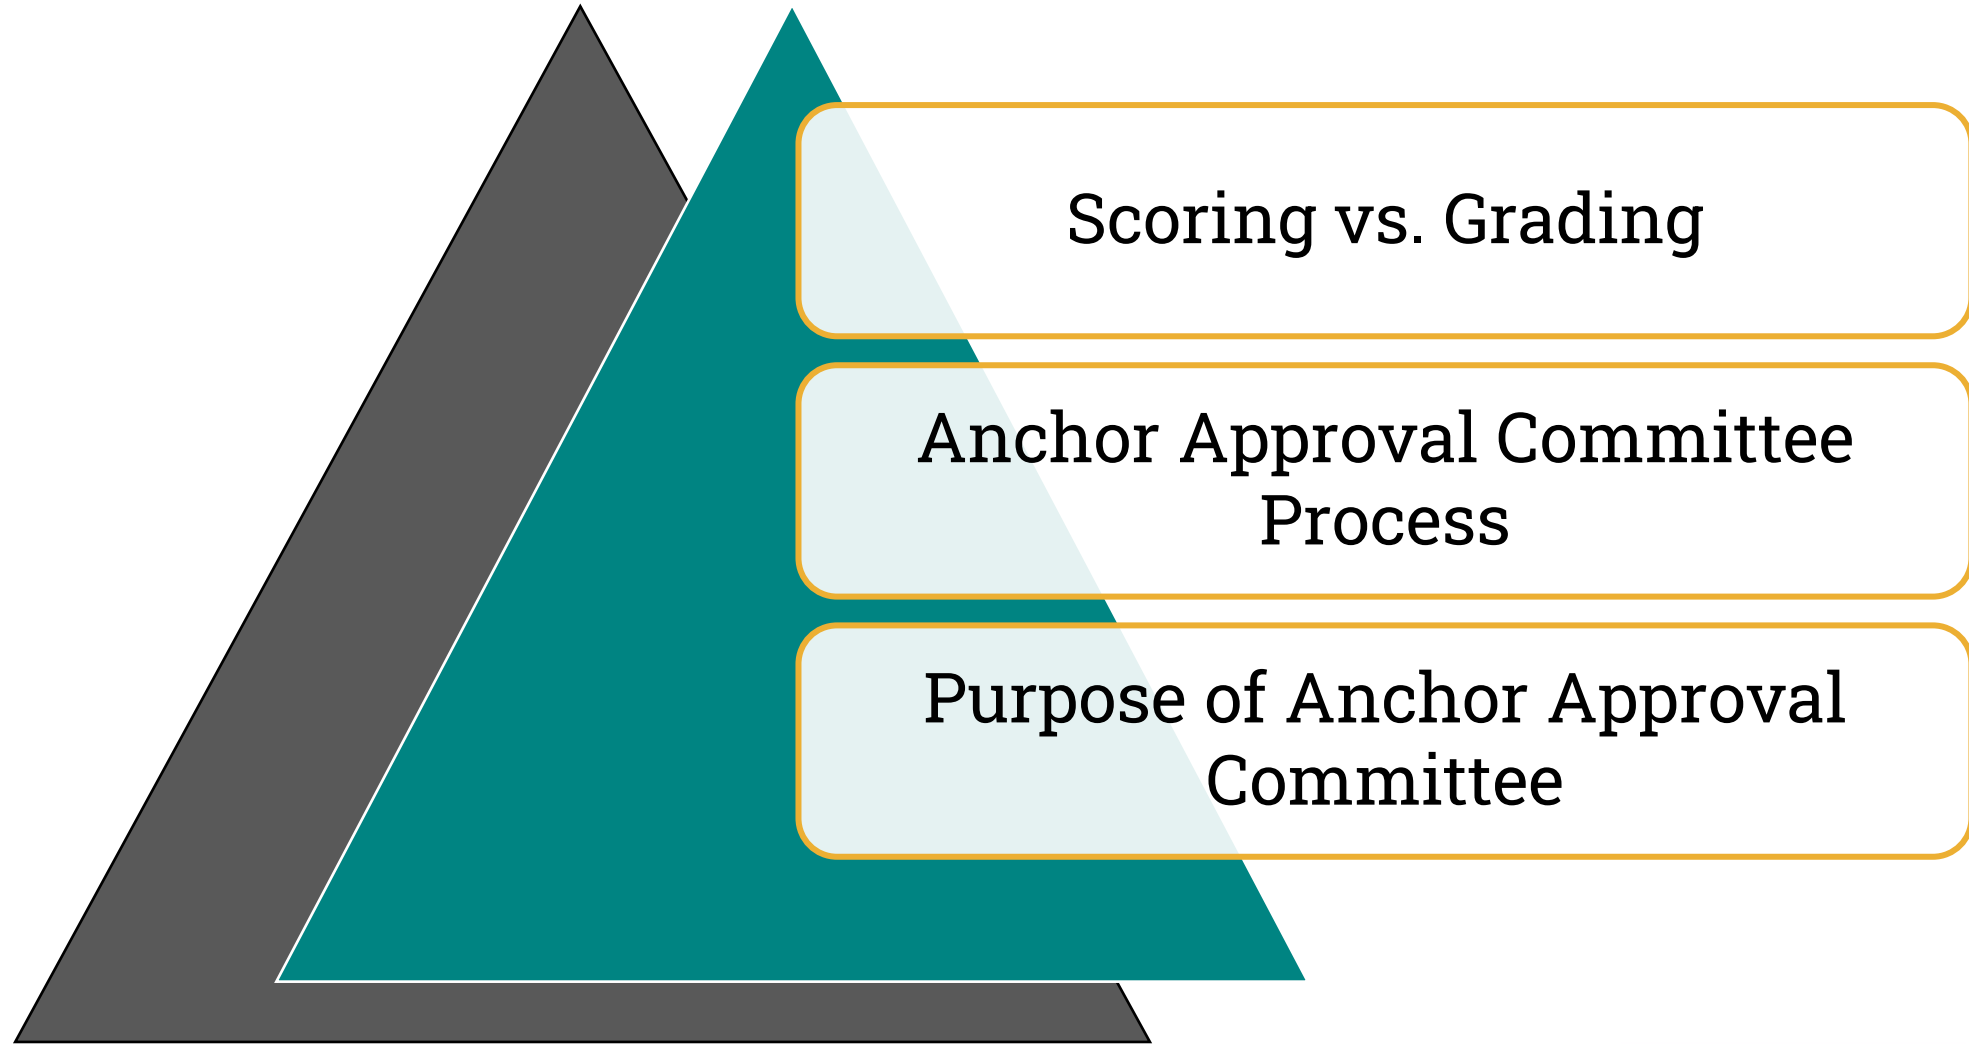 Scoring vs. Grading
Anchor Approval Committee
Process
Purpose of Anchor Approval
Committee